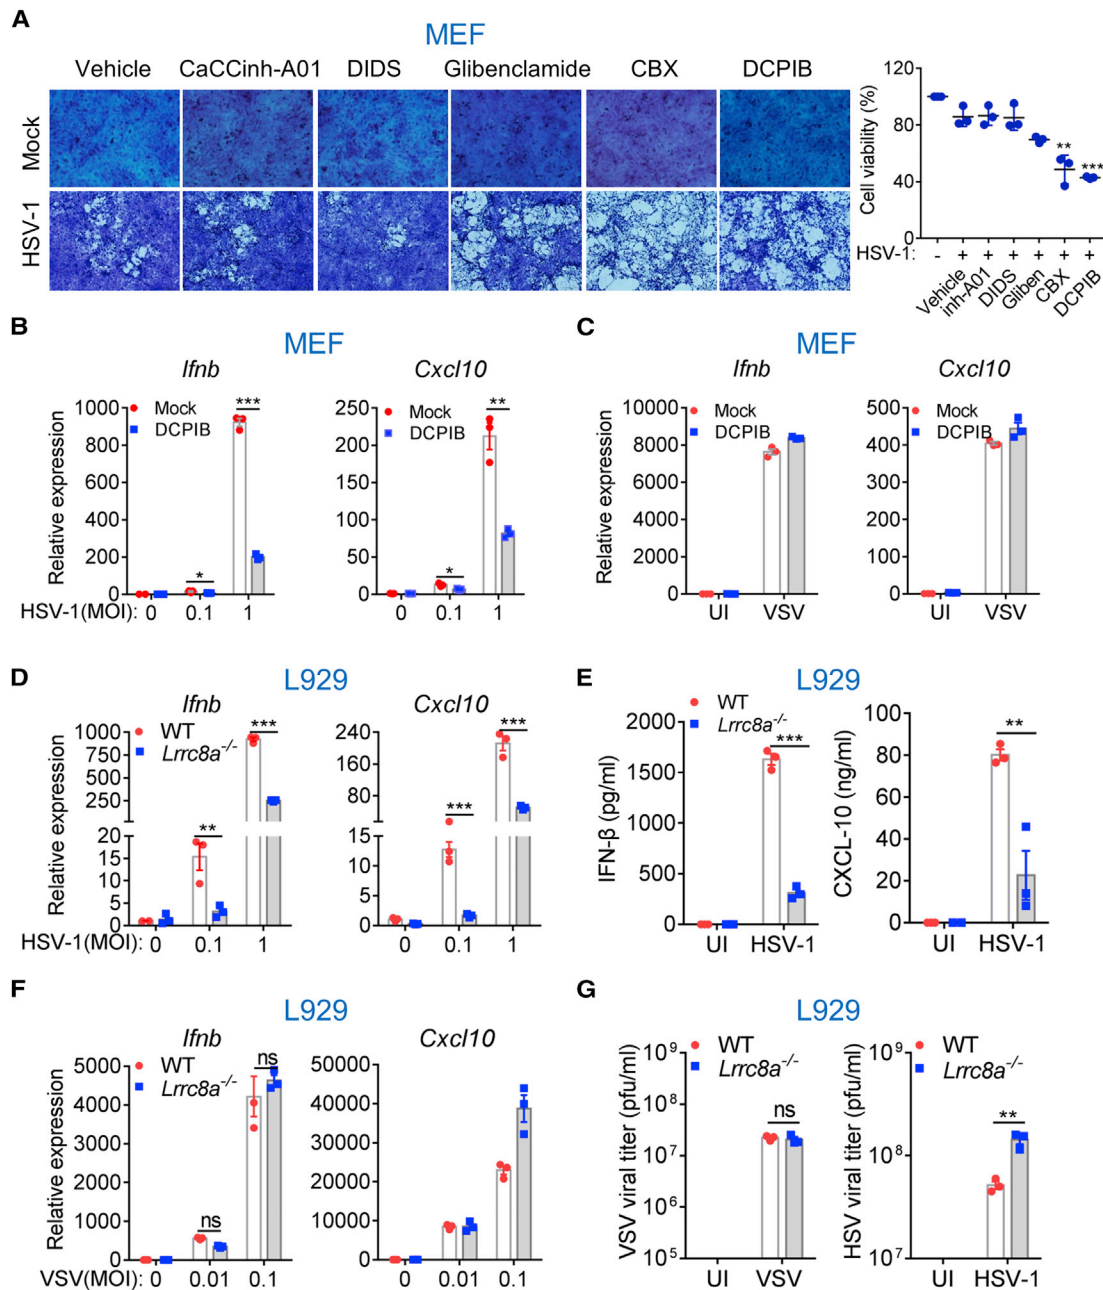 A
MEF
Vehicle CaCCinh-A01 DIDS Glibenclamide CBX DCPIB
Mock
HSV-1
Cell viability (%)
120
80
40
0
**
***
HSV-1: - + + + + + +
Vehicle inh-A01 DIDS Gliben CBX DCPIB
B
MEF
Ifnb
Relative expression
1000
800
600
400
200
0
Mock
DCPIB
***
*
HSV-1(MOI): 0 0.1 1
Cxcl10
250
200
150
100
50
0
Mock
DCPIB
**
*
0 0.1 1
C
MEF
Ifnb
Relative expression
10000
8000
6000
4000
2000
0
Mock
DCPIB
UI VSV
Cxcl10
500
400
300
200
100
0
Mock
DCPIB
UI VSV
D
L929
Ifnb
Relative expression
1000
750
500
250
20
15
10
5
0
WT
Lrrc8a-/-
***
**
HSV-1(MOI): 0 0.1 1
Cxcl10
240
160
80
15
10
5
0
***
***
0 0.1 1
E
L929
IFN-β (pg/ml)
2000
1500
1000
500
0
WT
Lrrc8a-/-
***
UI HSV-1
CXCL-10 (ng/ml)
80
60
40
20
0
**
UI HSV-1
F
L929
Ifnb
Relative expression
5000
4000
3000
2000
1000
0
WT
Lrrc8a-/-
ns
ns
VSV(MOI): 0 0.01 0.1
Cxcl10
50000
40000
30000
20000
10000
0
0 0.01 0.1
G
L929
VSV viral titer (pfu/ml)
10⁹
10⁸
10⁷
10⁶
10⁵
WT
Lrrc8a-/-
ns
UI VSV
HSV viral titer (pfu/ml)
10⁹
10⁸
10⁷
WT
Lrrc8a-/-
**
UI HSV-1